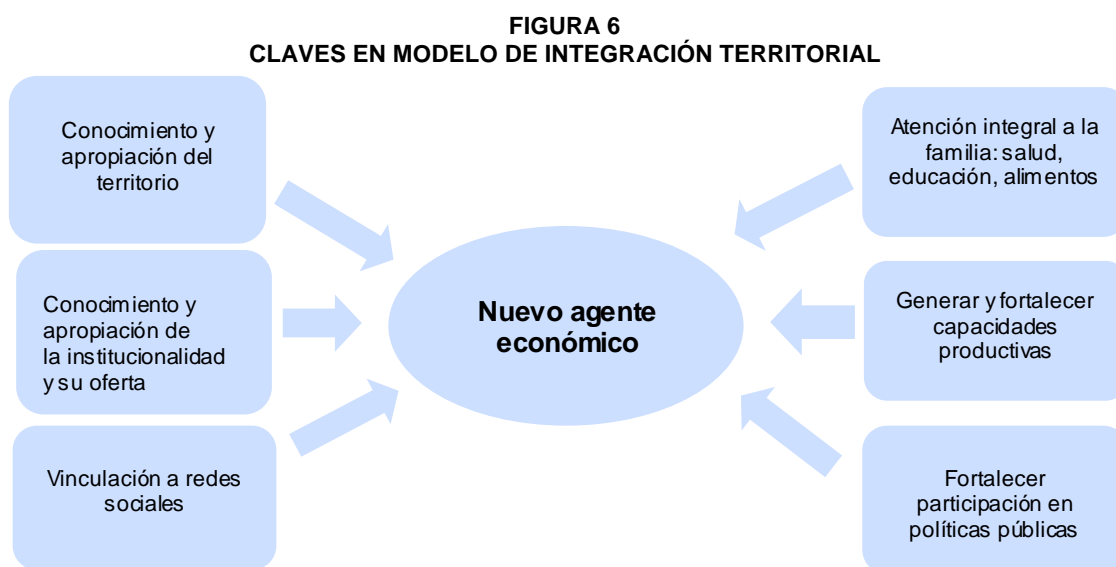 FIGURA 6
CLAVES EN MODELO DE INTEGRACIÓN TERRITORIAL
Conocimiento y
apropiación del
territorio
Conocimiento y
apropiación de
la institucionalidad
y su oferta
Vinculación a redes
sociales
Nuevo agente
económico
Atención integral a la
familia: salud,
educación, alimentos
Generar y fortalecer
capacidades
productivas
Fortalecer
participación en
políticas públicas